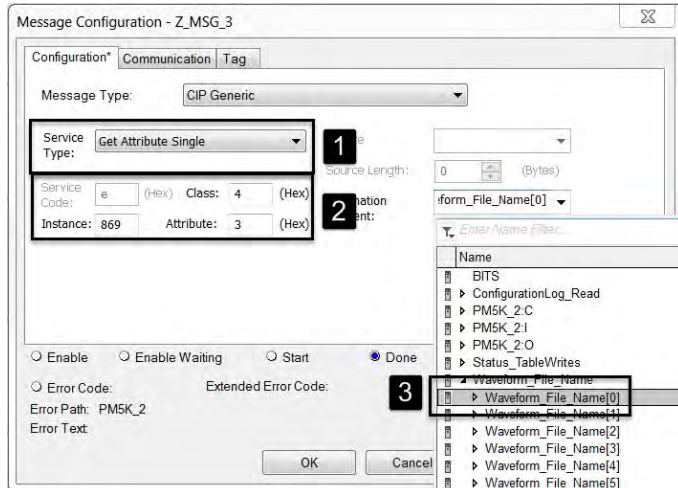 Message Configuration - Z_MSG_3
Configuration* Communication Tag
Message Type: CIP Generic
Service Type: Get Attribute Single
1
Source Length: 0 (Bytes)
Service Code: e (Hex) Class: 4 (Hex)
2
:form_File_Name[0]
Instance: 869 Attribute: 3 (Hex)
Enter Name Filter...
Name
BITS
ConfigurationLog_Read
PM5K_2:C
PM5K_2:I
PM5K_2:O
Status_TableWrites
Waveform_File_Name
Waveform_File_Name[0]
Waveform_File_Name[1]
Waveform_File_Name[2]
Waveform_File_Name[3]
Waveform_File_Name[4]
Waveform_File_Name[5]
Enable Enable Waiting Start Done
3
Error Code: Extended Error Code:
Error Path: PM5K_2
Error Text:
OK Cancel